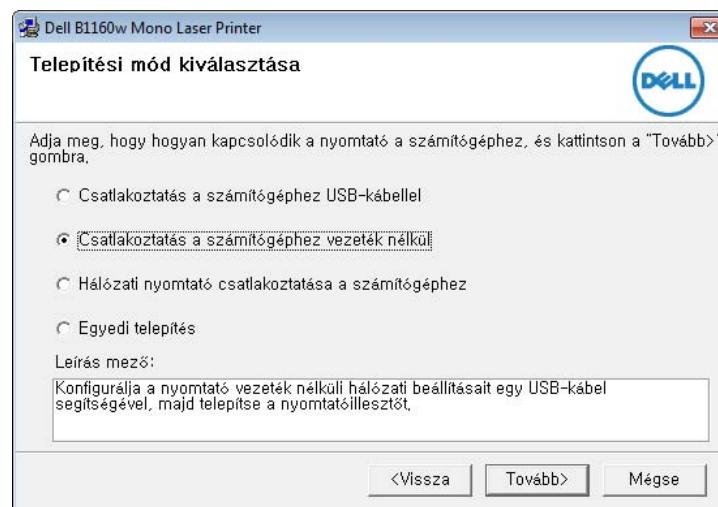 Dell B1160w Mono Laser Printer
Telepítési mód kiválasztása
DELL
Adja meg, hogy hogyan kapcsolódik a nyomtató a számítógéphez, és kattintson a "Tovább>"
gombra.
Csatlakoztatás a számítógéphez USB-kábellel
Csatlakoztatás a számítógéphez vezeték nélkül
Hálózati nyomtató csatlakoztatása a számítógéphez
Egyedi telepítés
Leírás mező:
Konfigurálja a nyomtató vezeték nélküli hálózati beállításait egy USB-kábel
segítségével, majd telepítse a nyomtatóillesztőt.
<Vissza
Tovább>
Mégse